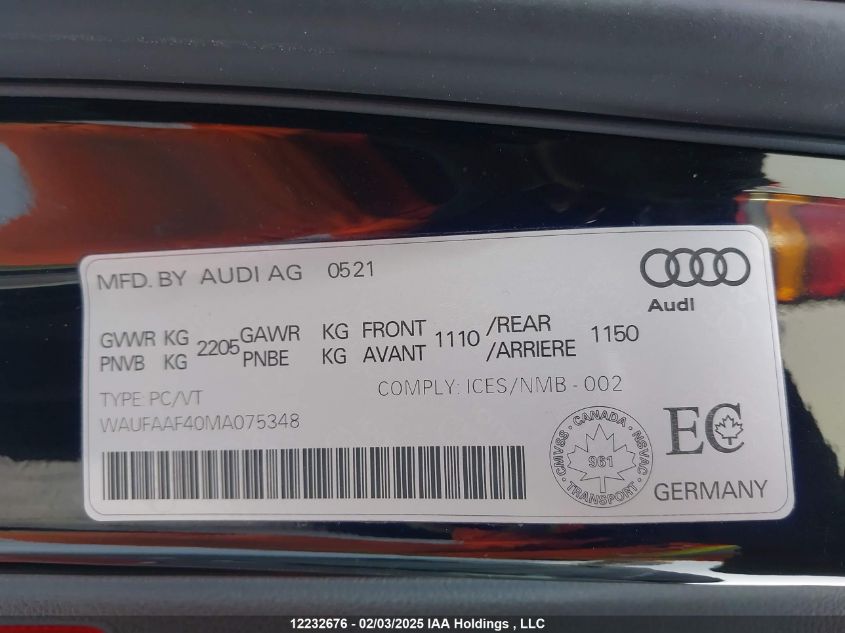 MFD. BY AUDI AG 0521
Audi
GVWR KG 2205 GAWR KG FRONT 1110 /REAR 1150
PNVB KG PNBE KG AVANT /ARRIERE
COMPLY: ICES/NMB - 002
TYPE: PC/VT
WAUFAAF40MA075348
CANADA
CMVSS 961 NSVAC
TRANSPORT
EC
GERMANY
12232676 - 02/03/2025 IAA Holdings , LLC